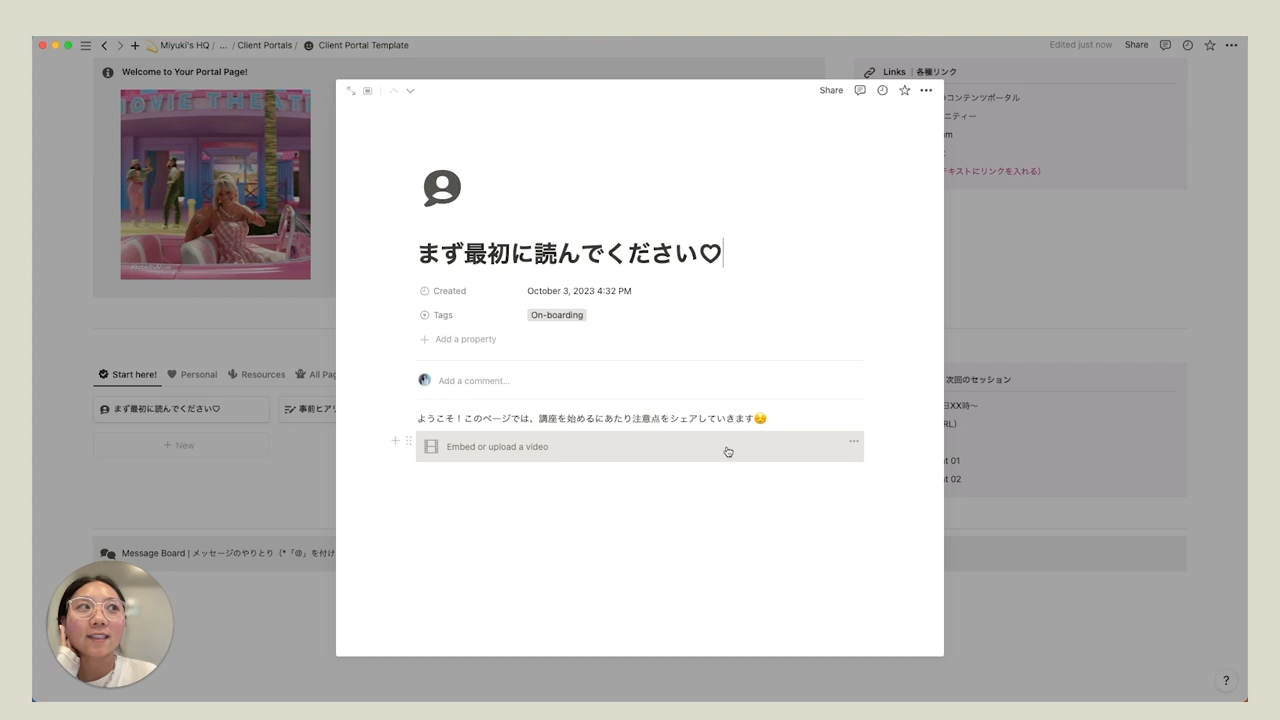 Miyuki's HQ / ... / Client Portals / Client Portal Template
Edited just now Share
Welcome to Your Portal Page!
MOVIE THEAT
Links | 各種リンク
コンテンツポータル
ニティー
am
テキストにリンクを入れる）
Share
まず最初に読んでください♡
Created October 3, 2023 4:32 PM
Tags On-boarding
Add a property
Add a comment...
ようこそ！このページでは、講座を始めるにあたり注意点をシェアしていきます😏
Embed or upload a video
Start here! Personal Resources All Pag
まず最初に読んでください♡
事前ヒアリ
New
次回のセッション
日XX時〜
RL)
nt 01
nt 02
Message Board | メッセージのやりとり（*「@」を付け
?